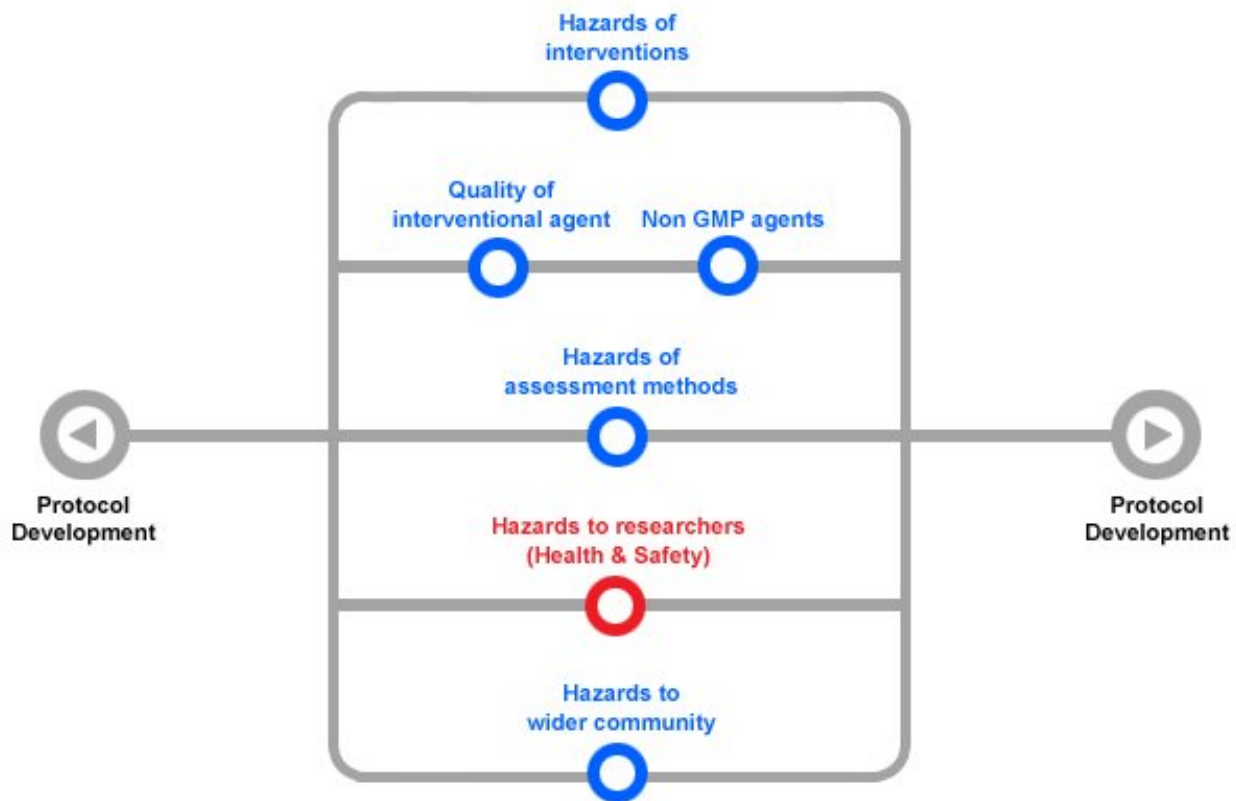 Hazards of
interventions
Quality of
interventional agent
Non GMP agents
Hazards of
assessment methods
Protocol
Development
Protocol
Development
Hazards to researchers
(Health & Safety)
Hazards to
wider community